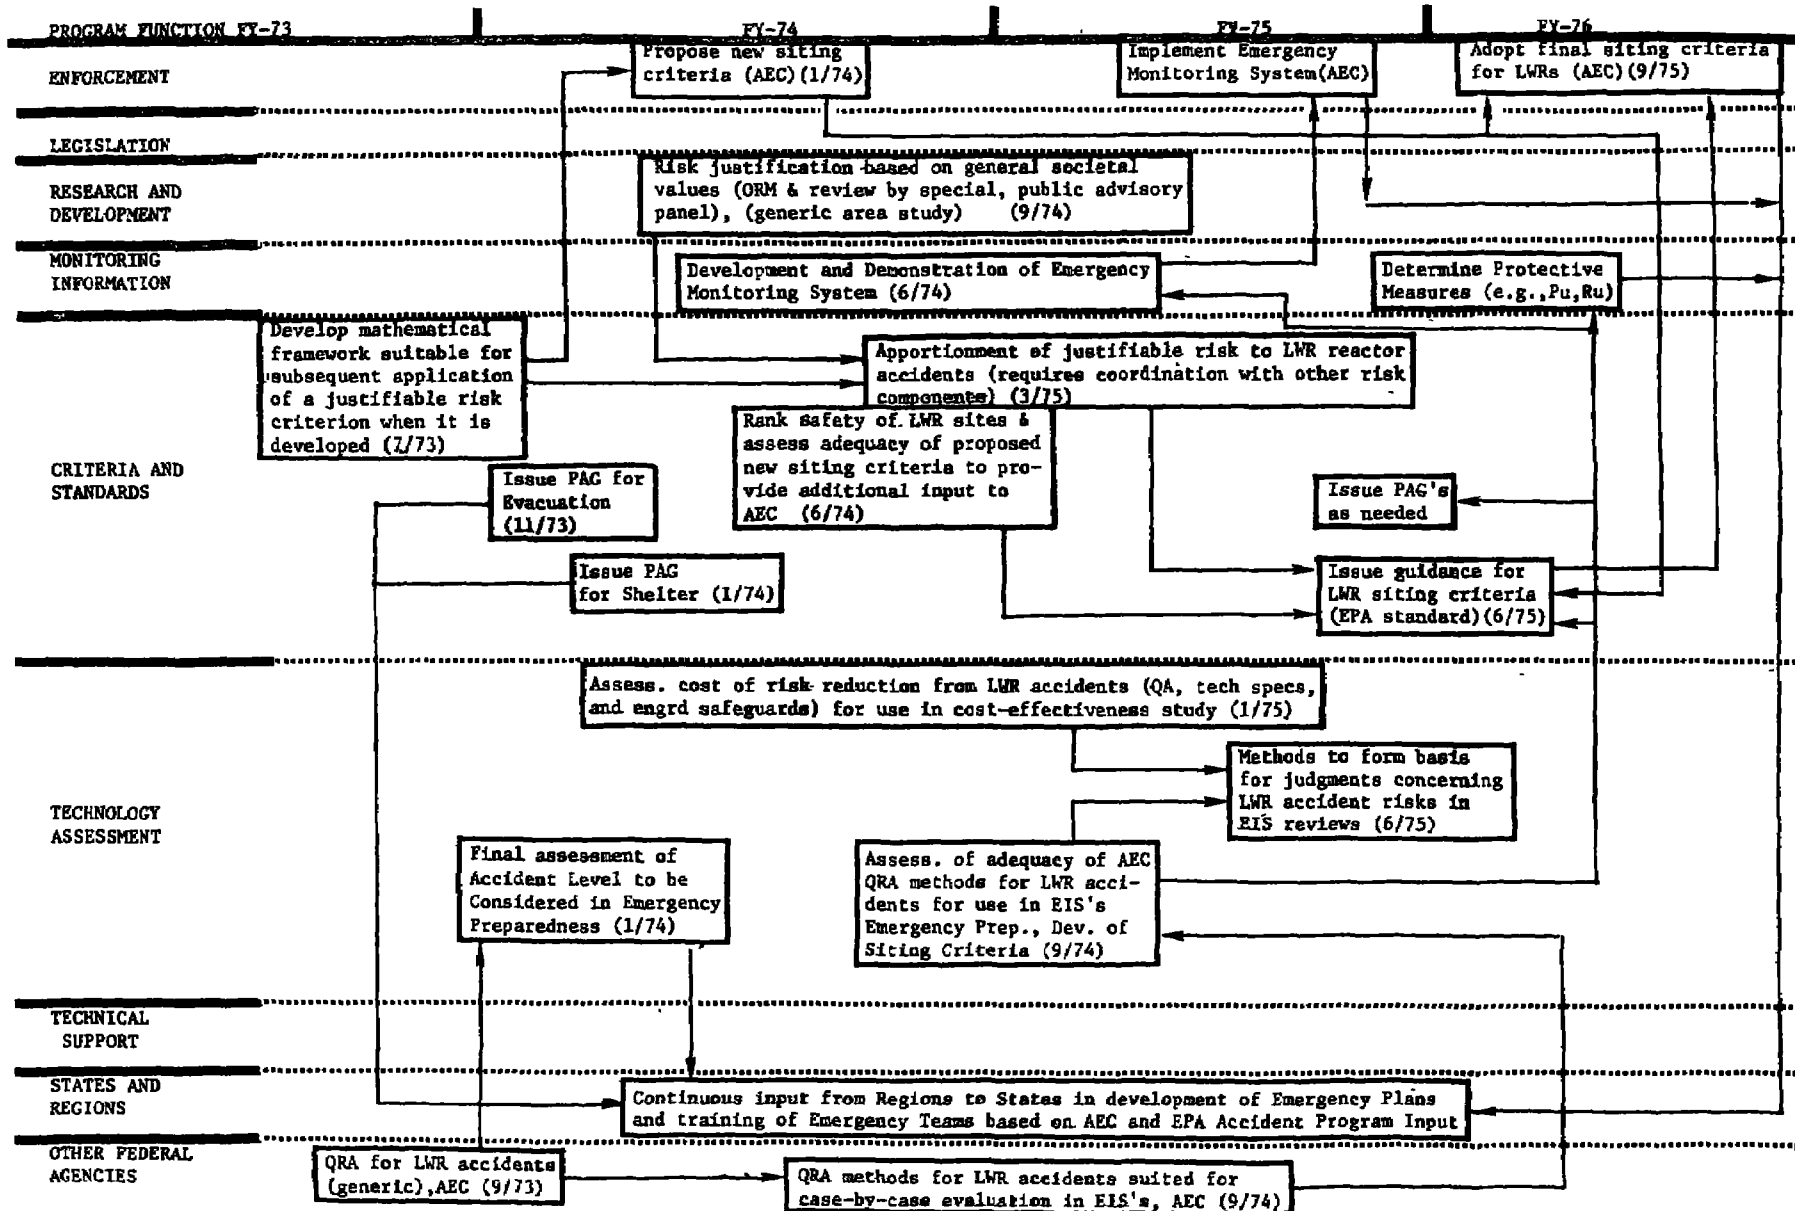 PROGRAM FUNCTION FY-73 FY-74 FY-75 FY-76
ENFORCEMENT
Propose new siting
criteria (AEC)(1/74)
Implement Emergency
Monitoring System(AEC)
Adopt final siting criteria
for LWRs (AEC)(9/75)
LEGISLATION
RESEARCH AND
DEVELOPMENT
Risk justification based on general societal
values (ORM & review by special, public advisory
panel), (generic area study) (9/74)
MONITORING
INFORMATION
Development and Demonstration of Emergency
Monitoring System (6/74)
Determine Protective
Measures (e.g.,Pu,Ru)
CRITERIA AND
STANDARDS
Develop mathematical
framework suitable for
subsequent application
of a justifiable risk
criterion when it is
developed (7/73)
Apportionment of justifiable risk to LWR reactor
accidents (requires coordination with other risk
components) (3/75)
Rank safety of LWR sites &
assess adequacy of proposed
new siting criteria to pro-
vide additional input to
AEC (6/74)
Issue PAG for
Evacuation
(11/73)
Issue PAG's
as needed
Issue PAG
for Shelter (1/74)
Issue guidance for
LWR siting criteria
(EPA standard)(6/75)
TECHNOLOGY
ASSESSMENT
Assess. cost of risk reduction from LWR accidents (QA, tech specs,
and engrd safeguards) for use in cost-effectiveness study (1/75)
Methods to form basis
for judgments concerning
LWR accident risks in
EIS reviews (6/75)
Final assessment of
Accident Level to be
Considered in Emergency
Preparedness (1/74)
Assess. of adequacy of AEC
QRA methods for LWR acci-
dents for use in EIS's
Emergency Prep., Dev. of
Siting Criteria (9/74)
TECHNICAL
SUPPORT
STATES AND
REGIONS
Continuous input from Regions to States in development of Emergency Plans
and training of Emergency Teams based on AEC and EPA Accident Program Input
OTHER FEDERAL
AGENCIES
QRA for LWR accidents
(generic),AEC (9/73)
QRA methods for LWR accidents suited for
case-by-case evaluation in EIS's, AEC (9/74)